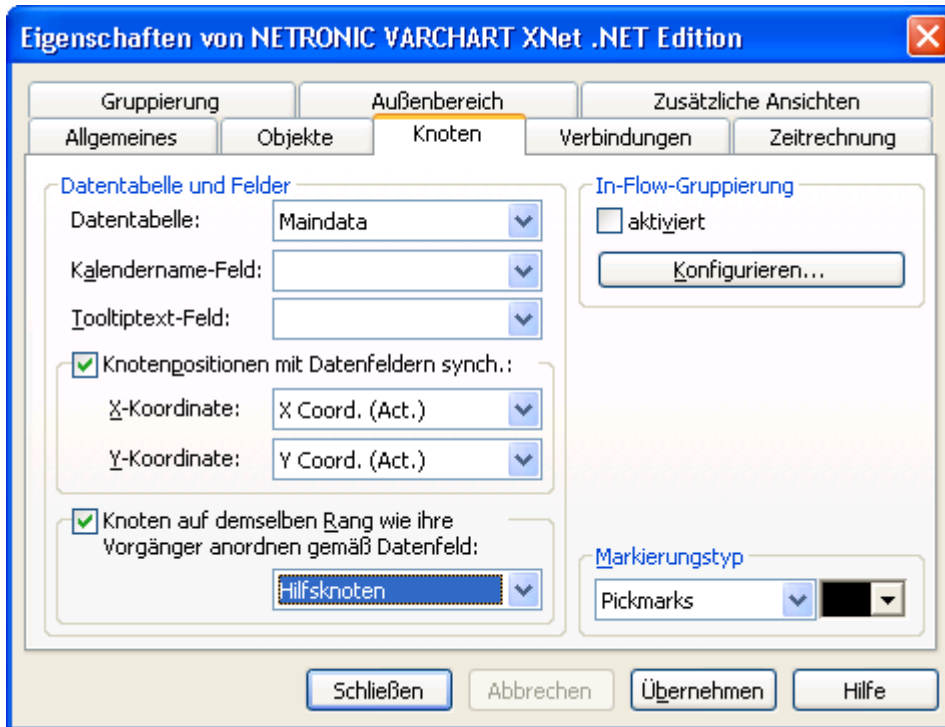 Eigenschaften von NETRONIC VARCHART XNet .NET Edition
Gruppierung Außenbereich Zusätzliche Ansichten
Allgemeines Objekte Knoten Verbindungen Zeitrechnung
Datentabelle und Felder
Datentabelle: Maindata
Kalendername-Feld:
Tooltiptext-Feld:
Knotenpositionen mit Datenfeldern synch.:
X-Koordinate: X Coord. (Act.)
Y-Koordinate: Y Coord. (Act.)
Knoten auf demselben Rang wie ihre
Vorgänger anordnen gemäß Datenfeld:
Hilfsknoten
In-Flow-Gruppierung
aktiviert
Konfigurieren...
Markierungstyp
Pickmarks
Schließen Abbrechen Übernehmen Hilfe